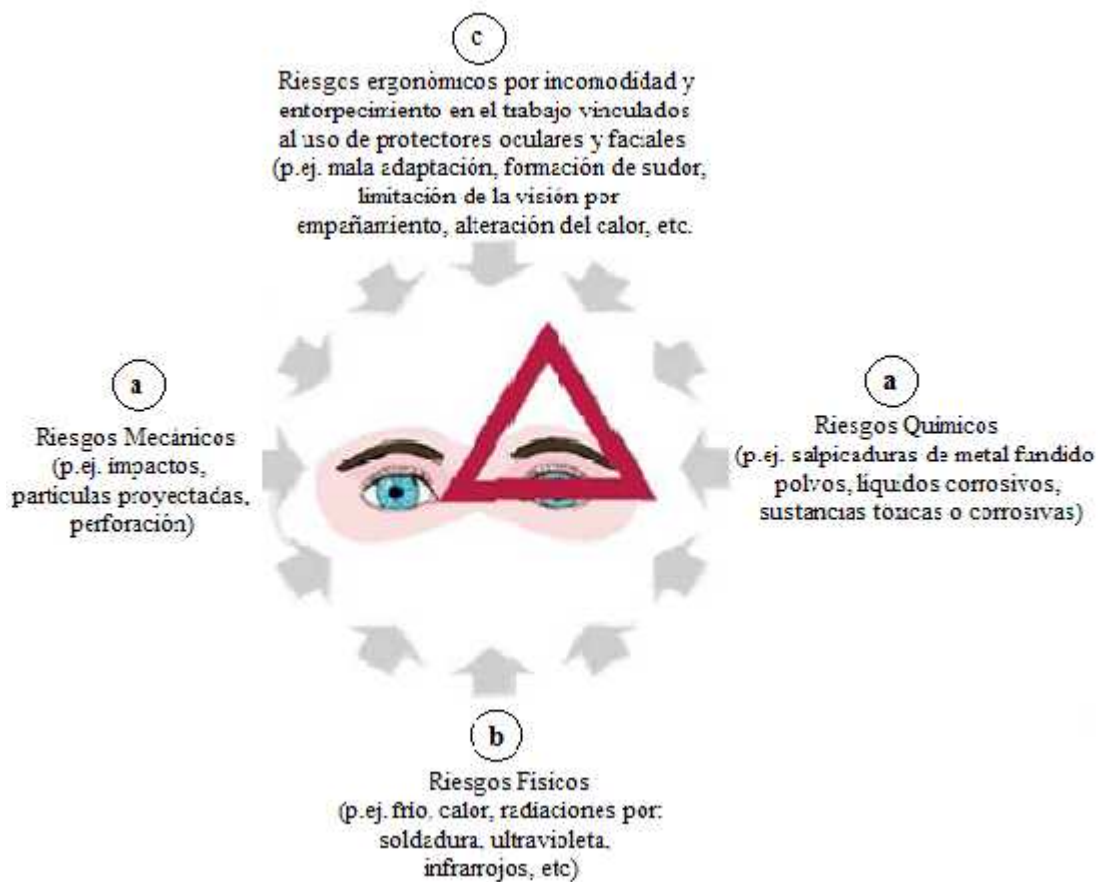 c
Riesgos ergonómicos por incomodidad y
entorpecimiento en el trabajo vinculados
al uso de protectores oculares y faciales
(p.ej. mala adaptación, formación de sudor,
limitación de la visión por
empañamiento, alteración del calor, etc.
a
Riesgos Mecánicos
(p.ej. impactos,
partículas proyectadas,
perforación)
a
Riesgos Químicos
(p.ej. salpicaduras de metal fundido
polvos, líquidos corrosivos,
sustancias tóxicas o corrosivas)
b
Riesgos Físicos
(p.ej. frío, calor, radiaciones por:
soldadura, ultravioleta,
infrarrojos, etc)